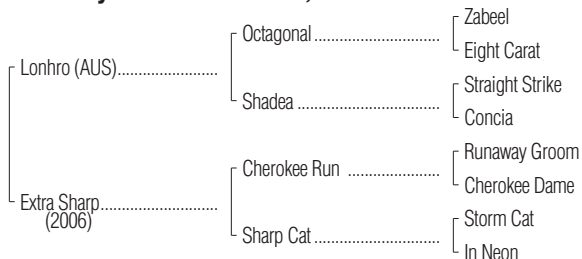 Zabeel
Octagonal ..................................
Eight Carat
Lonhro (AUS)..........................
Straight Strike
Shadea ......................................
Concia
Runaway Groom
Cherokee Run ........................
Cherokee Dame
Extra Sharp..............................
(2006)
Storm Cat
Sharp Cat .................................
In Neon